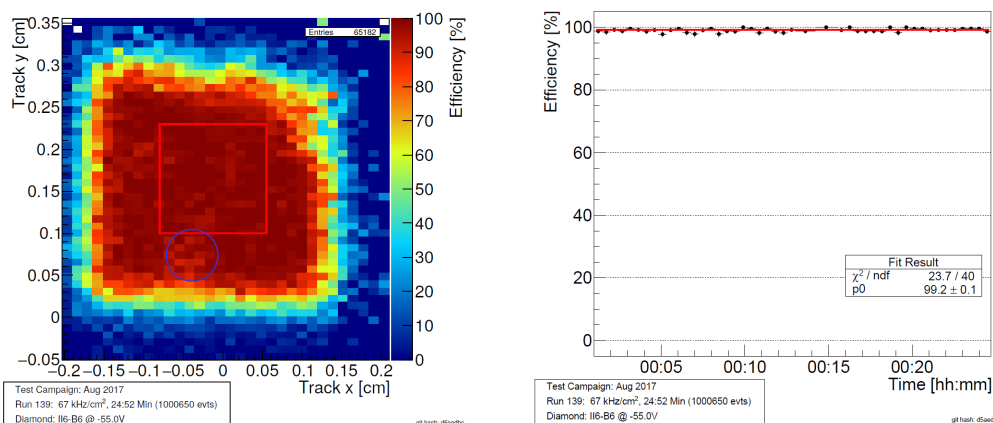 Track y [cm]
0.35
0.3
0.25
0.2
0.15
0.1
0.05
0
−0.05
−0.2 −0.15 −0.1 −0.05 0 0.05 0.1 0.15 0.2
Track x [cm]
Entries 65182
100
90
80
70
60
50
40
30
20
10
0
Efficiency [%]
Test Campaign: Aug 2017
Run 139: 67 kHz/cm², 24:52 Min (1000650 evts)
Diamond: II6-B6 @ -55.0V
git hash:
Efficiency [%]
100
80
60
40
20
0
Fit Result
χ² / ndf 23.7 / 40
p0 99.2 ± 0.1
00:05 00:10 00:15 00:20
Time [hh:mm]
Test Campaign: Aug 2017
Run 139: 67 kHz/cm², 24:52 Min (1000650 evts)
Diamond: II6-B6 @ -55.0V
git hash: